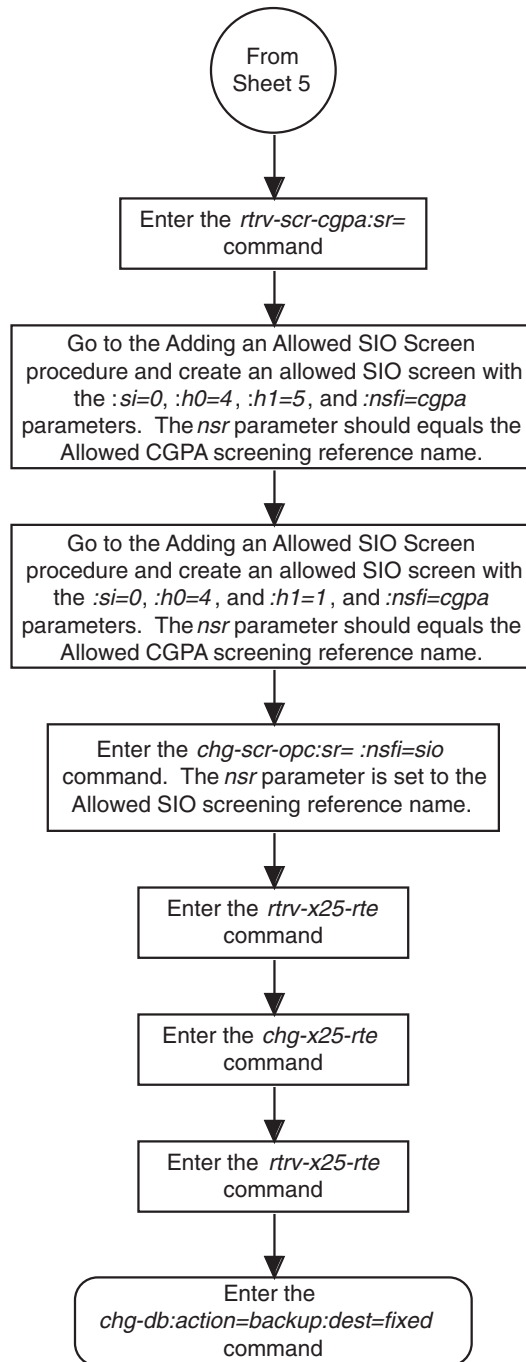 From
Sheet 5
Enter the rtrv-scr-cgpa:sr=
command
Go to the Adding an Allowed SIO Screen
procedure and create an allowed SIO screen with
the :si=0, :h0=4, :h1=5, and :nsfi=cgpa
parameters. The nsr parameter should equals the
Allowed CGPA screening reference name.
Go to the Adding an Allowed SIO Screen
procedure and create an allowed SIO screen with
the :si=0, :h0=4, and :h1=1, and :nsfi=cgpa
parameters. The nsr parameter should equals the
Allowed CGPA screening reference name.
Enter the chg-scr-opc:sr= :nsfi=sio
command. The nsr parameter is set to the
Allowed SIO screening reference name.
Enter the rtrv-x25-rte
command
Enter the chg-x25-rte
command
Enter the rtrv-x25-rte
command
Enter the
chg-db:action=backup:dest=fixed
command